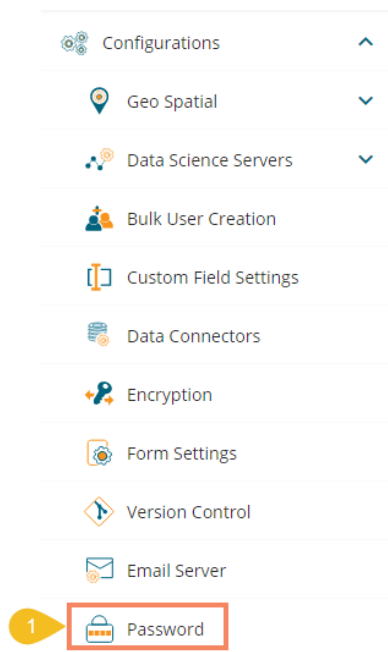 Configurations
Geo Spatial
Data Science Servers
Bulk User Creation
Custom Field Settings
Data Connectors
Encryption
Form Settings
Version Control
Email Server
1 Password